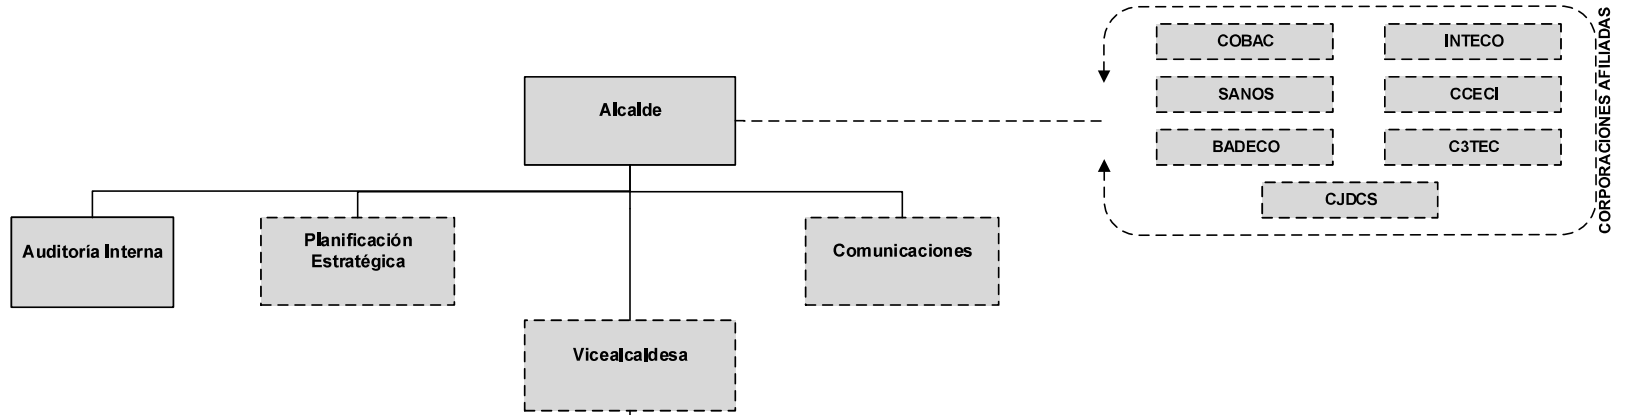 Alcalde
Auditoría Interna
Planificación
Estratégica
Comunicaciones
Vicealcaldesa
COBAC
INTECO
SANOS
CCECI
BADECO
C3TEC
CJDCS
CORPORACIONES AFILIADAS